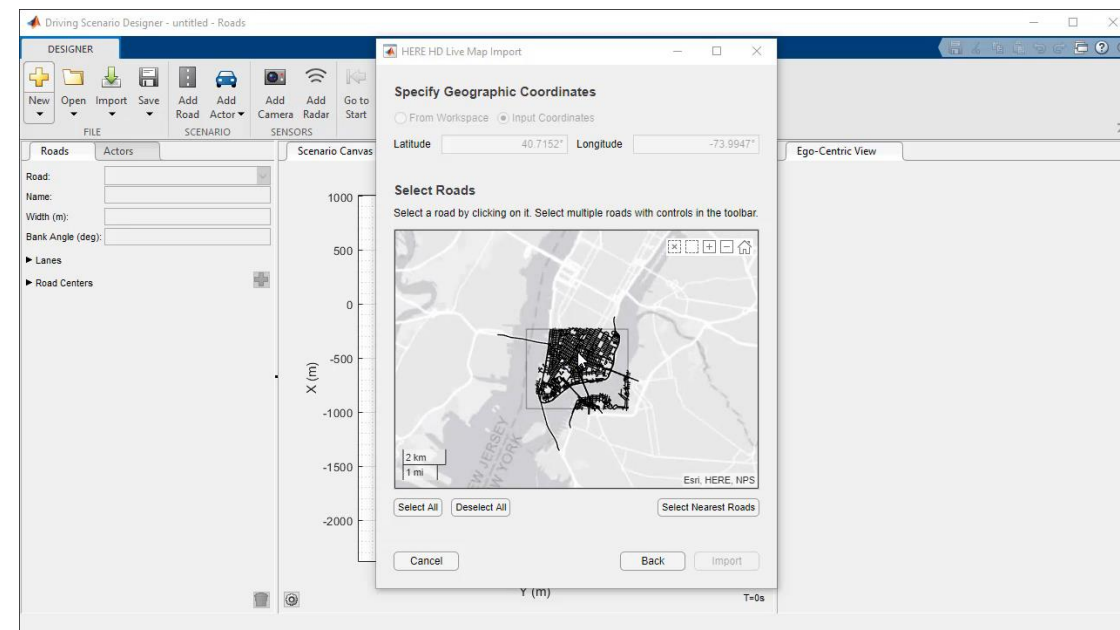 Driving Scenario Designer - untitled - Roads
DESIGNER
New Open Import Save Add Road Add Actor Add Camera Add Radar Go to Start
FILE SCENARIO SENSORS
Roads Actors
Road:
Name:
Width (m):
Bank Angle (deg):
Lanes
Road Centers
Scenario Canvas
1000
500
0
-500
-1000
-1500
-2000
X (m)
Y (m)
T=0s
HERE HD Live Map Import
Specify Geographic Coordinates
From Workspace Input Coordinates
Latitude 40.7152° Longitude -73.9947°
Select Roads
Select a road by clicking on it. Select multiple roads with controls in the toolbar.
NEW JERSEY
NEW YORK
2 km
1 mi
Esri, HERE, NPS
Select All Deselect All Select Nearest Roads
Cancel Back Import
Ego-Centric View